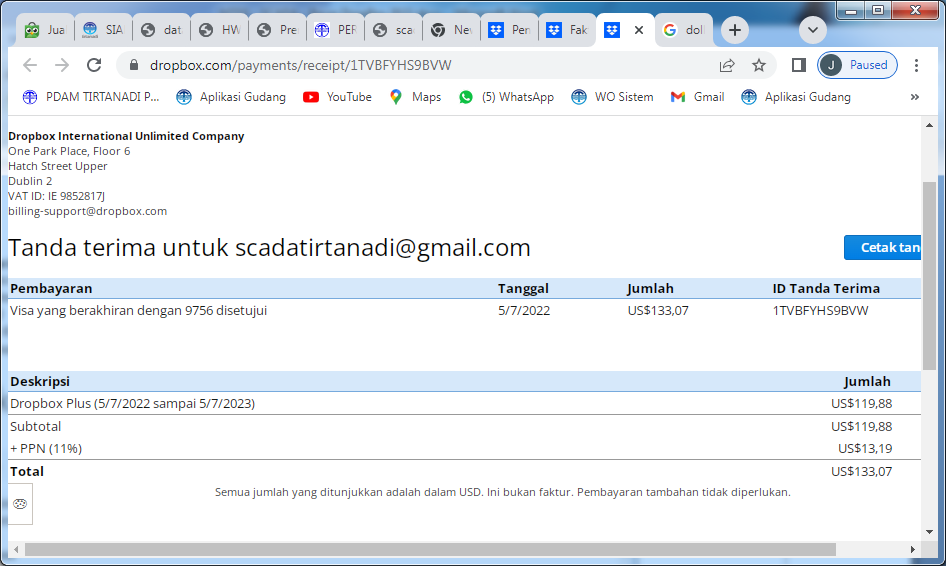 Jua
SIA
dat
HW
Pre
PER
sca
Nev
Per
Fak
dol
dropbox.com/payments/receipt/1TVBFYHS9BVW
J Paused
PDAM TIRTANADI P... Aplikasi Gudang YouTube Maps (5) WhatsApp WO Sistem Gmail Aplikasi Gudang »
Dropbox International Unlimited Company
One Park Place, Floor 6
Hatch Street Upper
Dublin 2
VAT ID: IE 9852817J
billing-support@dropbox.com
Tanda terima untuk scadatirtanadi@gmail.com
Cetak tan
Pembayaran Tanggal Jumlah ID Tanda Terima
Visa yang berakhiran dengan 9756 disetujui 5/7/2022 US$133,07 1TVBFYHS9BVW
Deskripsi Jumlah
Dropbox Plus (5/7/2022 sampai 5/7/2023) US$119,88
Subtotal US$119,88
+ PPN (11%) US$13,19
Total US$133,07
Semua jumlah yang ditunjukkan adalah dalam USD. Ini bukan faktur. Pembayaran tambahan tidak diperlukan.